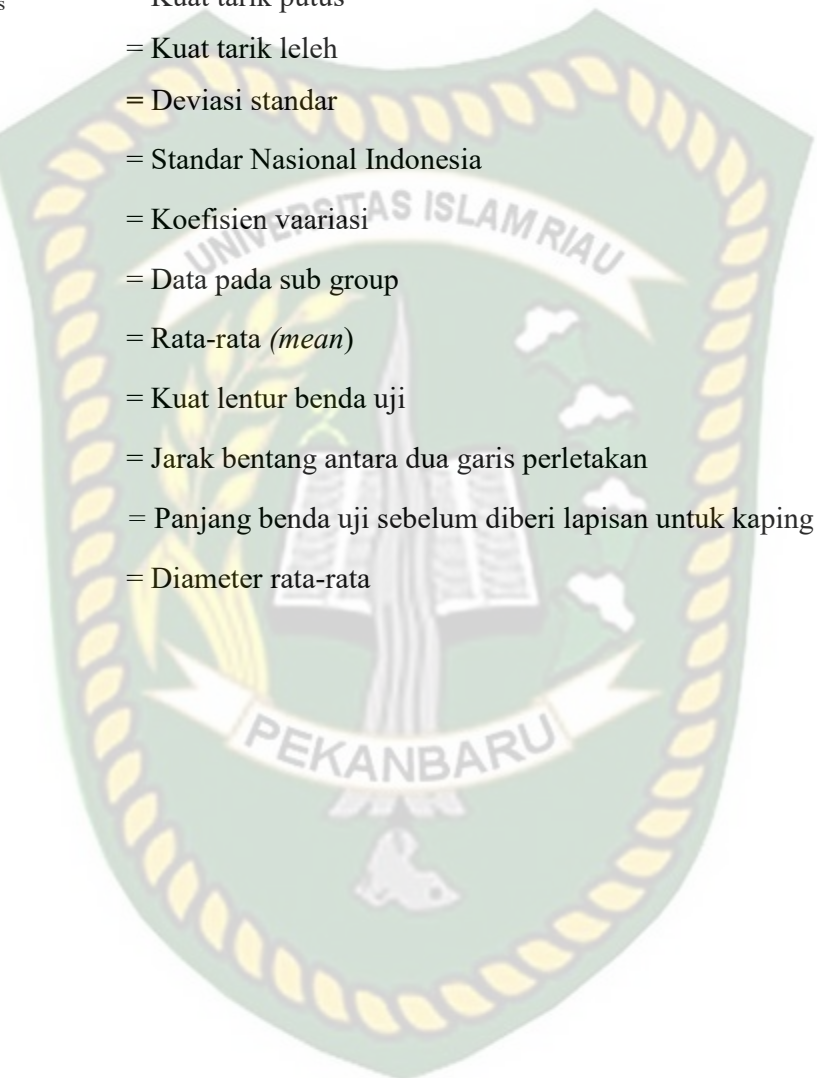 s
Kuat tarik putus
= Kuat tarik leleh
= Deviasi standar
= Standar Nasional Indonesia
= Koefisien vaariasi
UNIVERSITAS ISLAM RIAU
= Data pada sub group
= Rata-rata (mean)
= Kuat lentur benda uji
= Jarak bentang antara dua garis perletakan
= Panjang benda uji sebelum diberi lapisan untuk kaping
= Diameter rata-rata
PEKANBARU